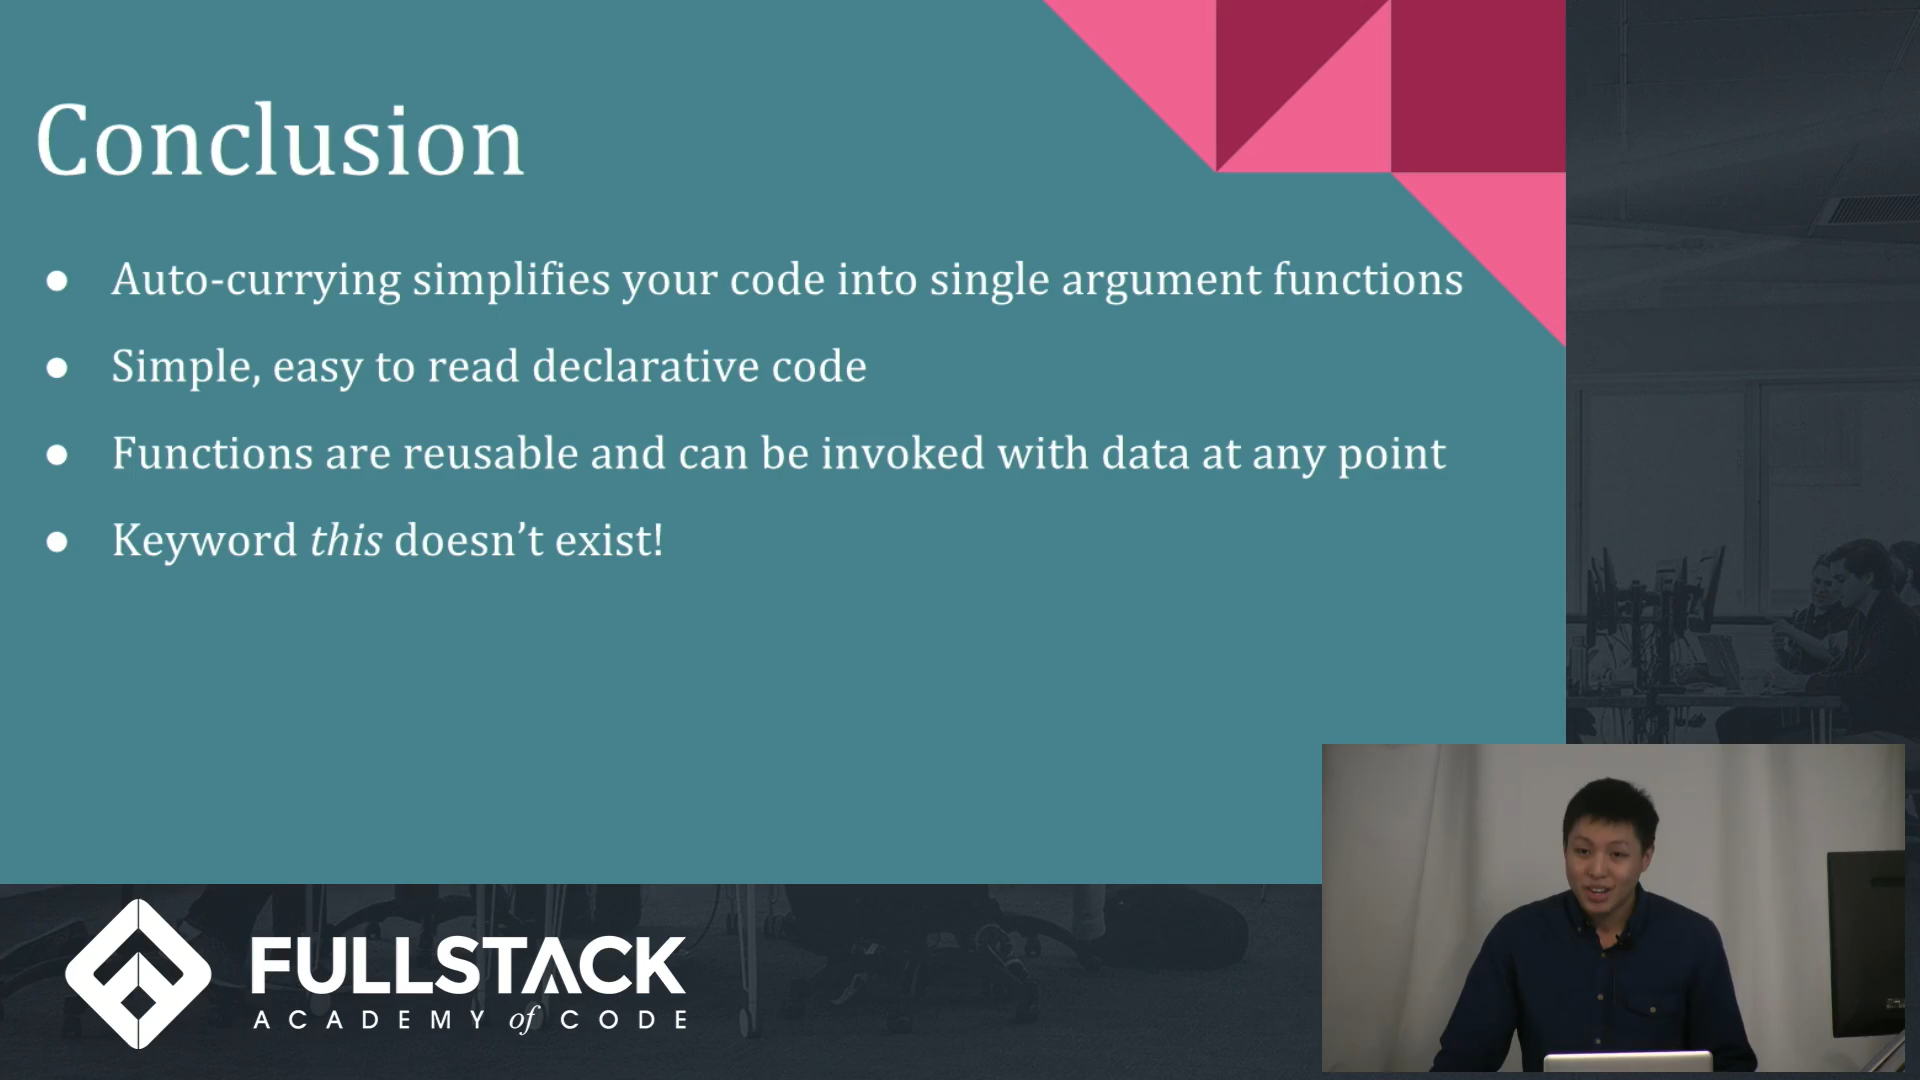 Conclusion
● Auto-currying simplifies your code into single argument functions
● Simple, easy to read declarative code
● Functions are reusable and can be invoked with data at any point
● Keyword this doesn’t exist!
FULLSTACK
ACADEMY of CODE